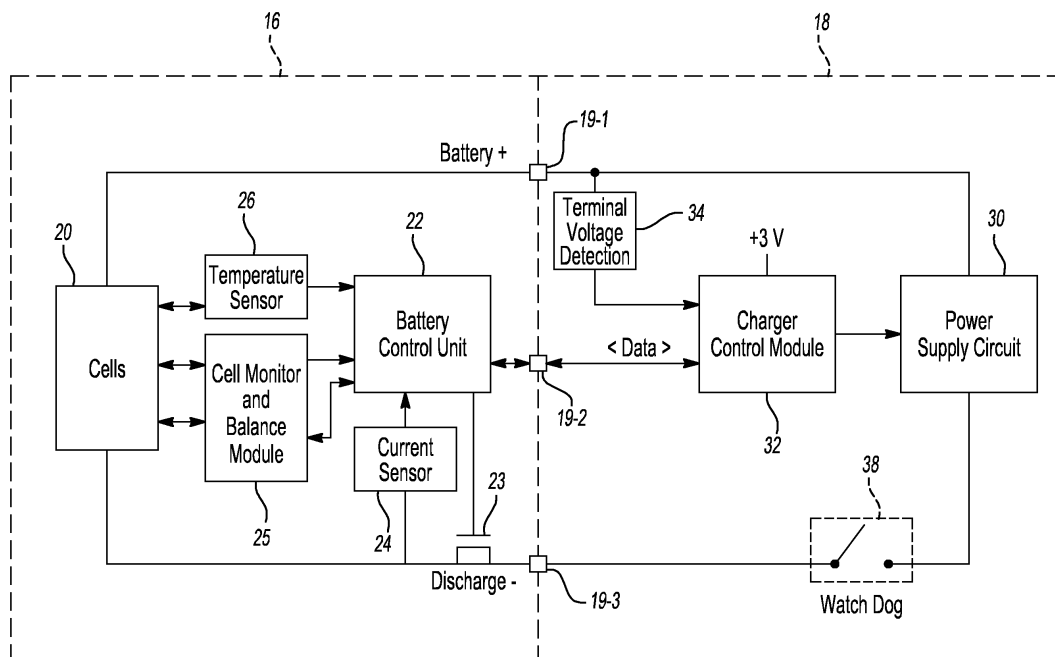 16
18
19-1
Battery +
20
26
22
34
30
Terminal
Voltage
Detection
+3 V
Temperature
Sensor
Battery
Control Unit
Charger
Control Module
Power
Supply Circuit
< Data >
Cells
Cell Monitor
and
Balance
Module
19-2
32
Current
Sensor
23
38
25
24
Discharge -
19-3
Watch Dog